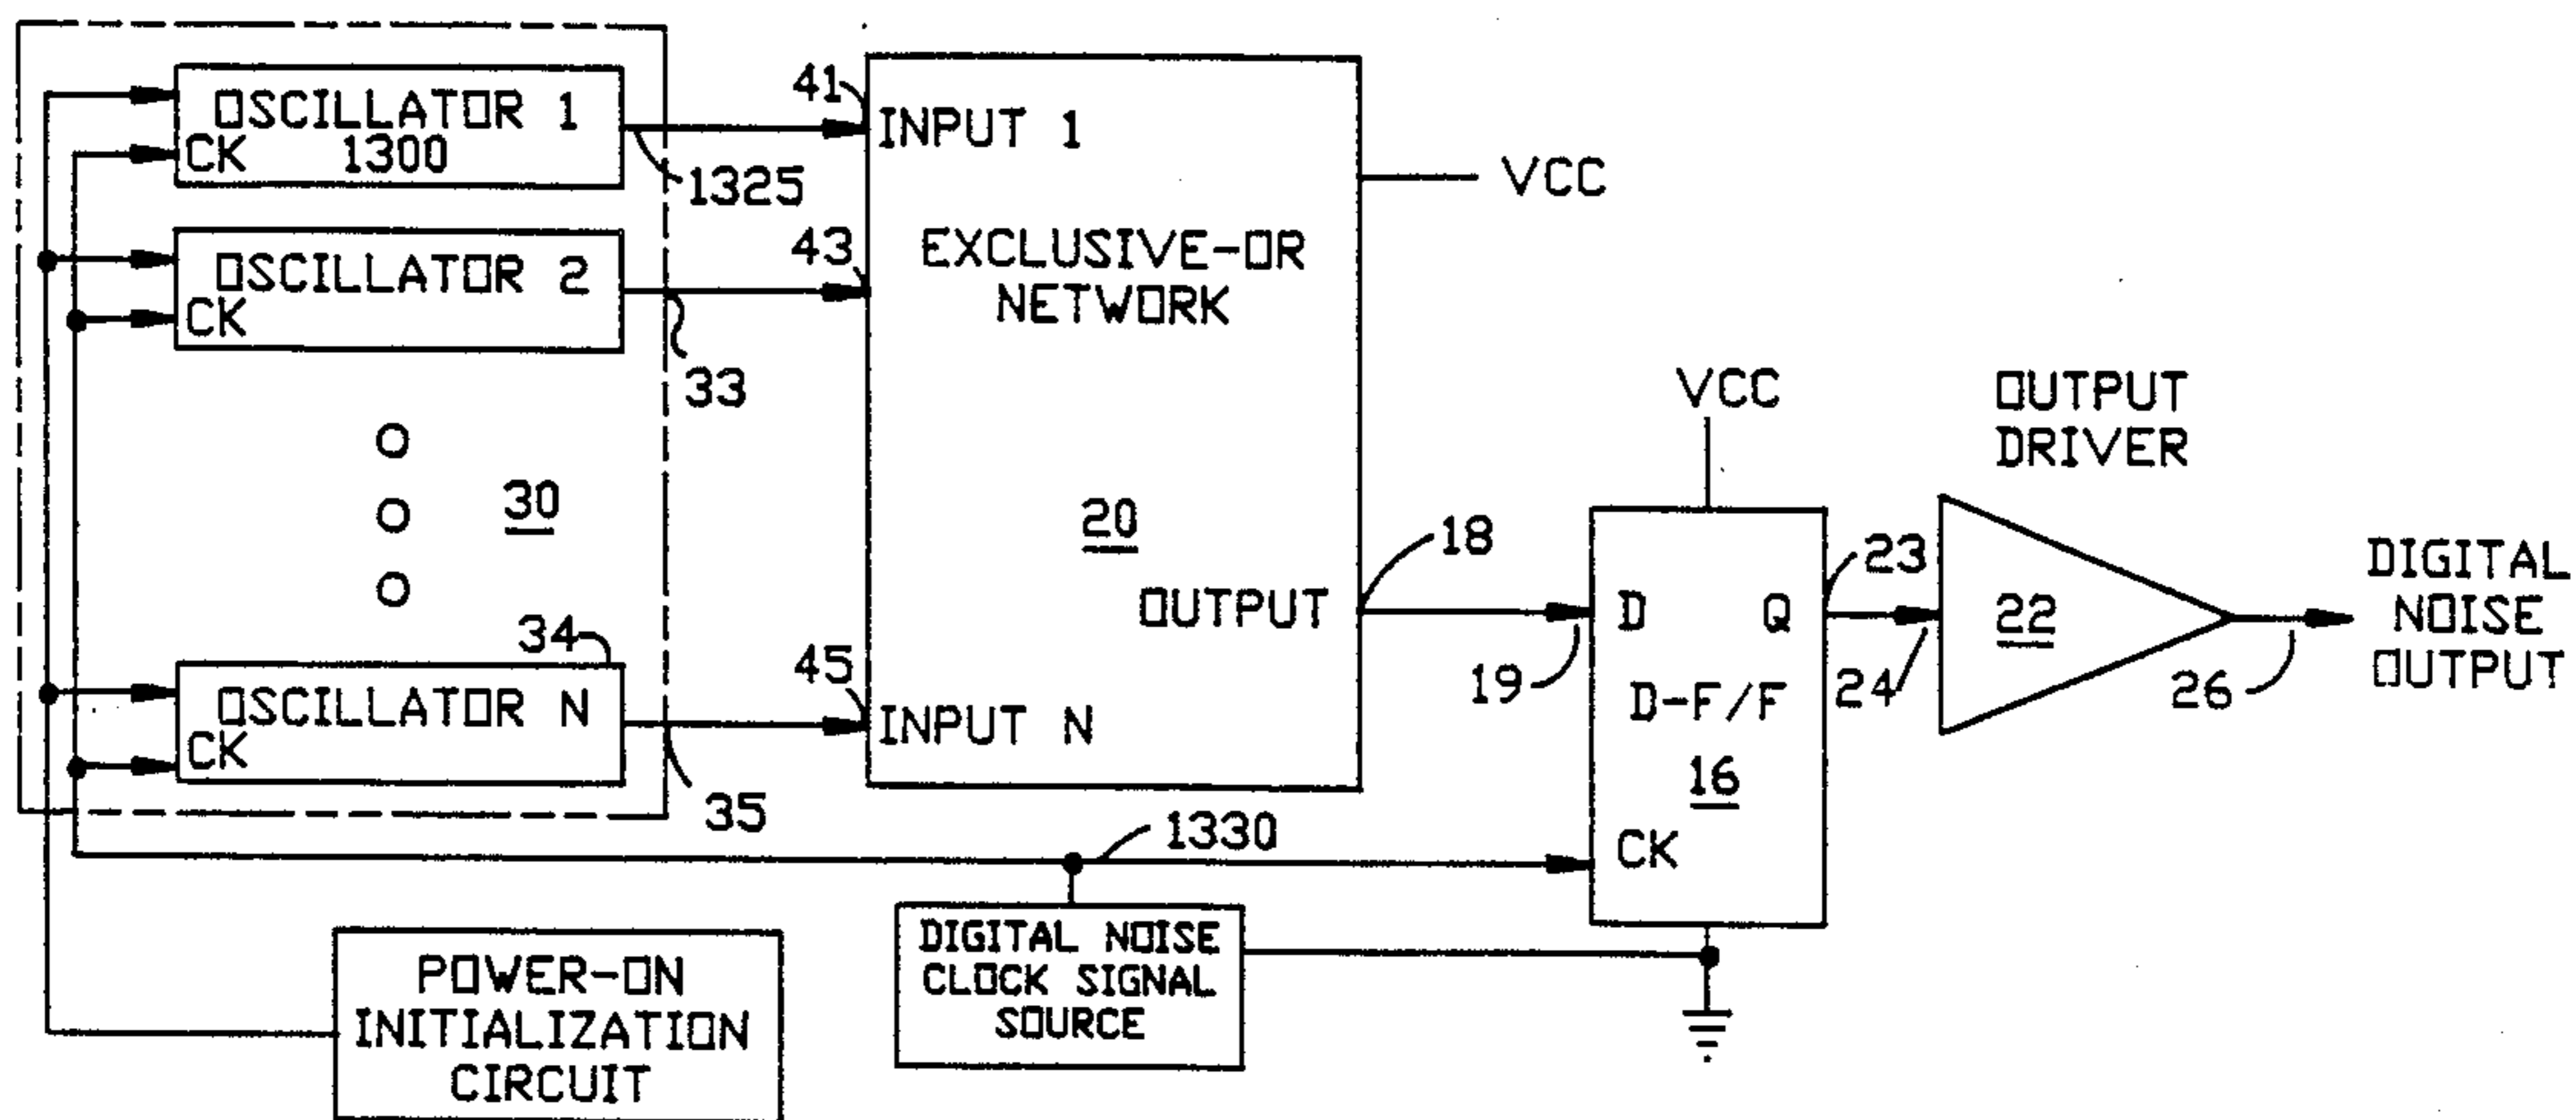 OSCILLATOR 1
CK 1300
1325
41
INPUT 1
VCC
OSCILLATOR 2
CK
33
43
EXCLUSIVE-OR
NETWORK
30
20
OUTPUT
18
VCC
OUTPUT
DRIVER
34
OSCILLATOR N
CK
35
45
INPUT N
19
D
Q
D-F/F
16
CK
23
24
22
26
DIGITAL
NOISE
OUTPUT
1330
DIGITAL NOISE
CLOCK SIGNAL
SOURCE
POWER-ON
INITIALIZATION
CIRCUIT